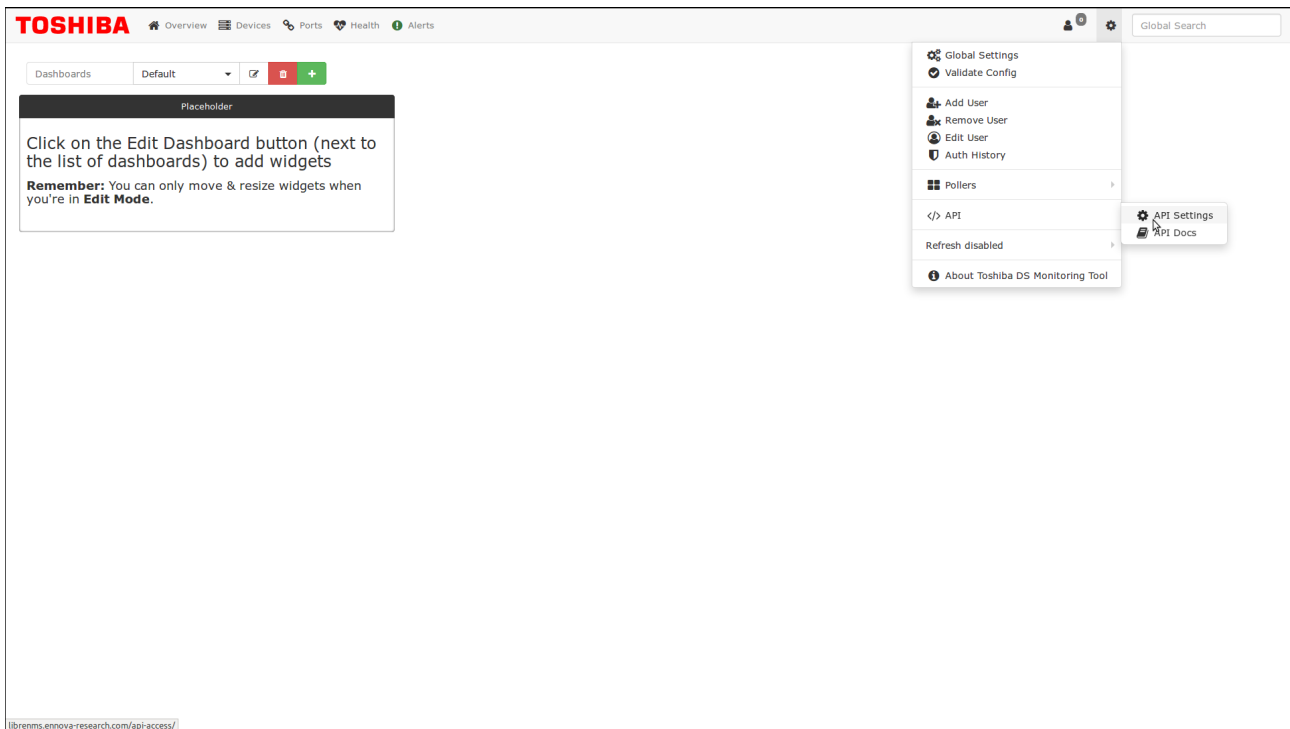 TOSHIBA Overview Devices Ports Health Alerts 0 Global Search
Dashboards Default
Placeholder
Click on the Edit Dashboard button (next to
the list of dashboards) to add widgets
Remember: You can only move & resize widgets when
you're in Edit Mode.
Global Settings
Validate Config
Add User
Remove User
Edit User
Auth History
Pollers
</> API
API Settings
API Docs
Refresh disabled
About Toshiba DS Monitoring Tool
librenms.ennova-research.com/api-access/